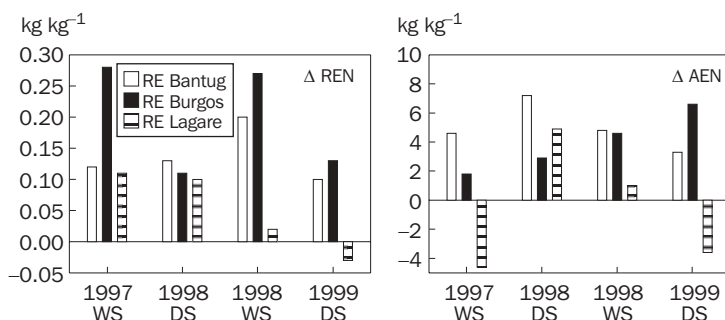 kg kg⁻¹
0.30
0.25
0.20
0.15
0.10
0.05
0.00
–0.05
RE Bantug
RE Burgos
RE Lagare
Δ REN
1997 1998 1998 1999
WS DS WS DS
kg kg⁻¹
10
8
6
4
2
0
–2
–4
Δ AEN
1997 1998 1998 1999
WS DS WS DS